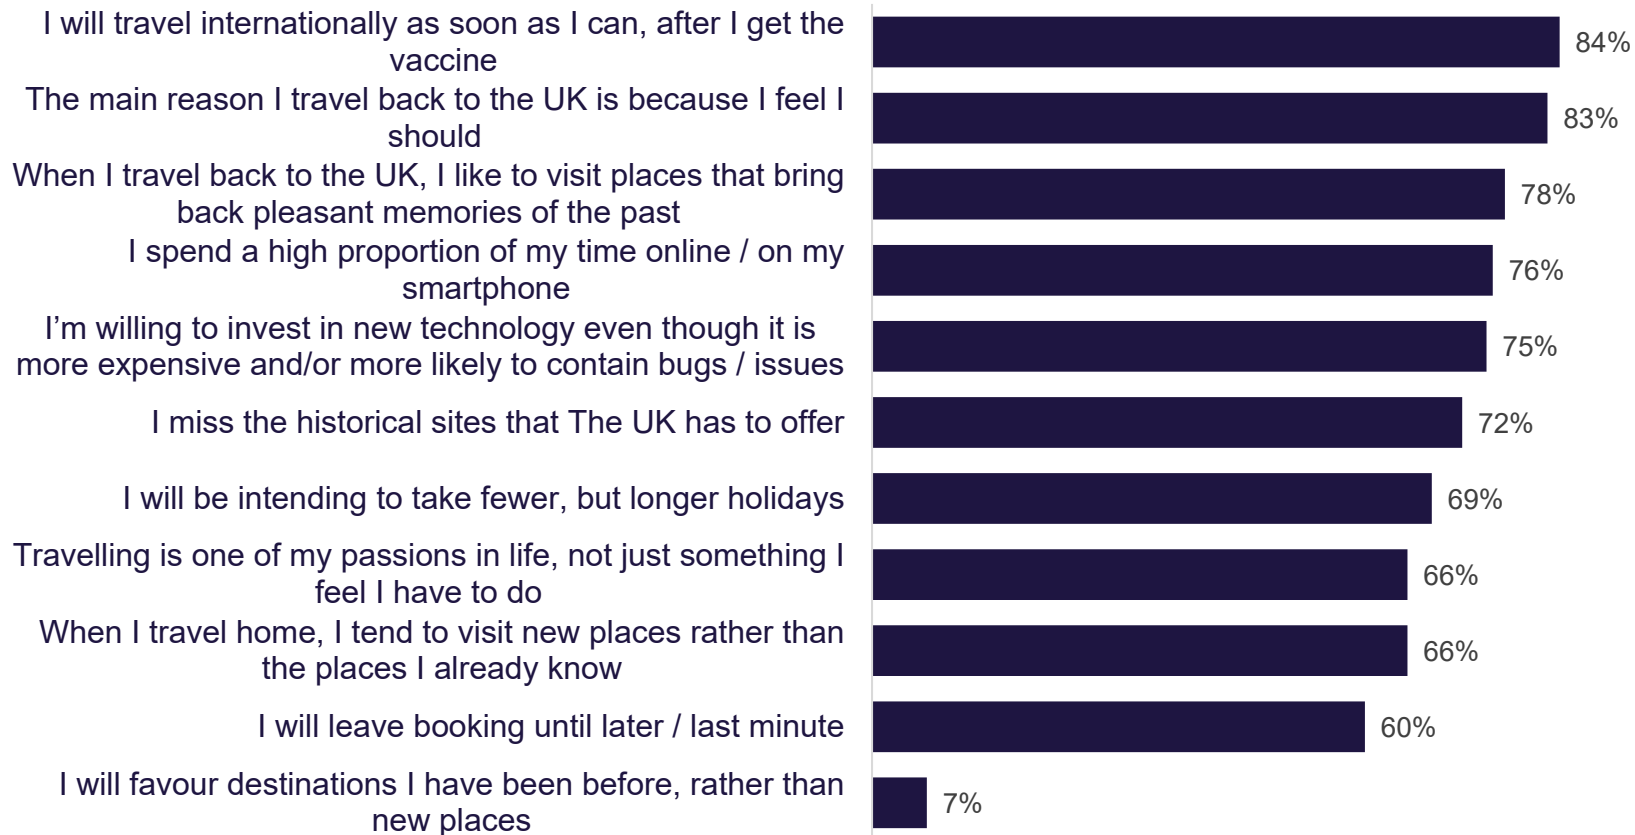 I will travel internationally as soon as I can, after I get the
vaccine
84%
The main reason I travel back to the UK is because I feel I
should
83%
When I travel back to the UK, I like to visit places that bring
back pleasant memories of the past
78%
I spend a high proportion of my time online / on my
smartphone
76%
I’m willing to invest in new technology even though it is
more expensive and/or more likely to contain bugs / issues
75%
I miss the historical sites that The UK has to offer
72%
I will be intending to take fewer, but longer holidays
69%
Travelling is one of my passions in life, not just something I
feel I have to do
66%
When I travel home, I tend to visit new places rather than
the places I already know
66%
I will leave booking until later / last minute
60%
I will favour destinations I have been before, rather than
new places
7%